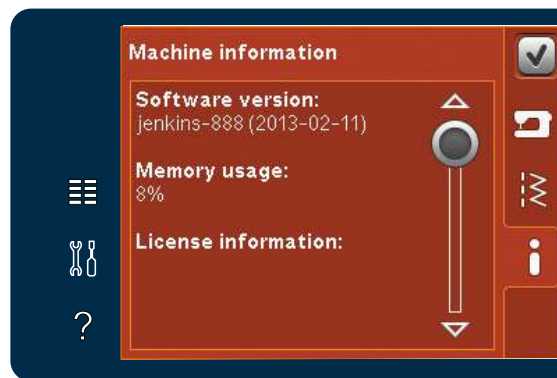 Machine information
Software version:
jenkins-888 (2013-02-11)
Memory usage:
8%
License information:
?